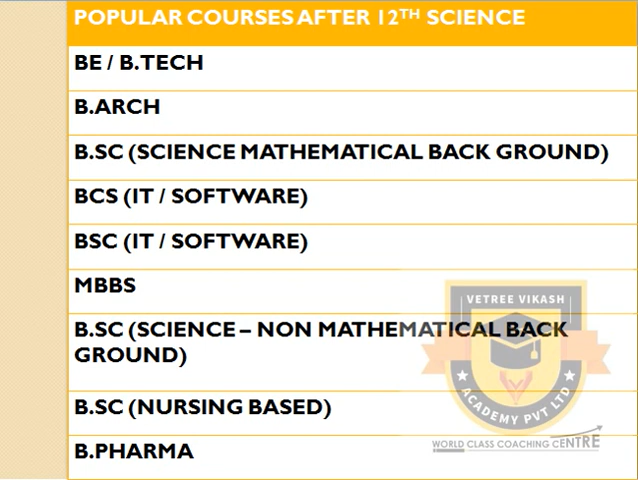 POPULAR COURSES AFTER 12TH SCIENCE
BE / B.TECH
B.ARCH
B.SC (SCIENCE MATHEMATICAL BACK GROUND)
BCS (IT / SOFTWARE)
BSC (IT / SOFTWARE)
MBBS
VETREE VIKASH
B.SC (SCIENCE – NON MATHEMATICAL BACK
GROUND)
ACADEMY PVT LTD
B.SC (NURSING BASED)
WORLD CLASS COACHING CENTRE
B.PHARMA